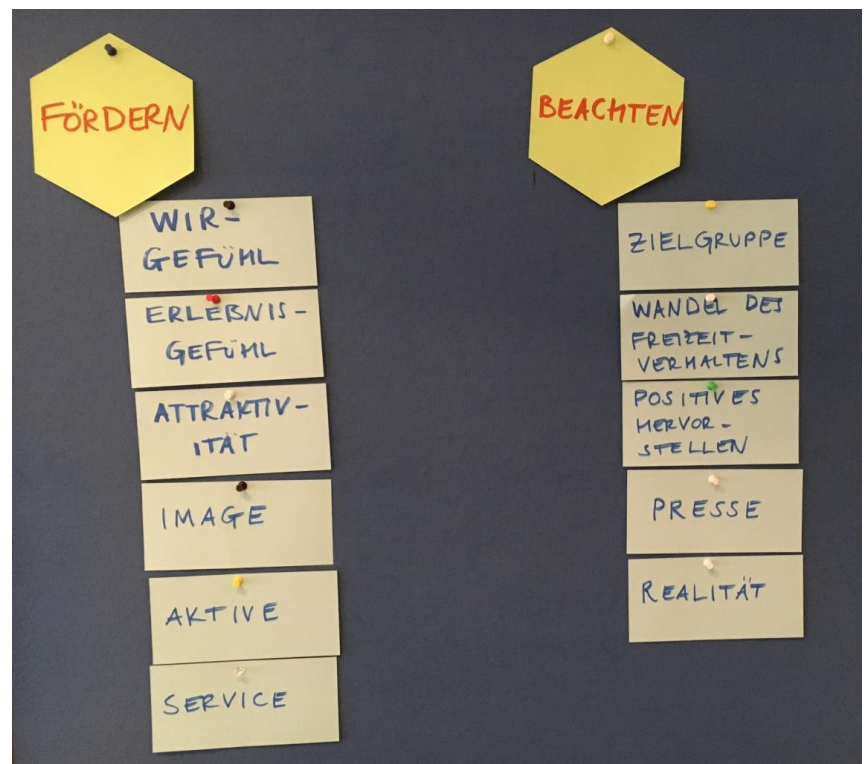 FÖRDERN
WIR-
GEFÜHL
ERLEBNIS-
GEFÜHL
ATTRAKTIV-
ITÄT
IMAGE
AKTIVE
SERVICE
BEACHTEN
ZIELGRUPPE
WANDEL DES
FREIZEIT-
VERHALTENS
POSITIVES
HERVOR-
STELLEN
PRESSE
REALITÄT